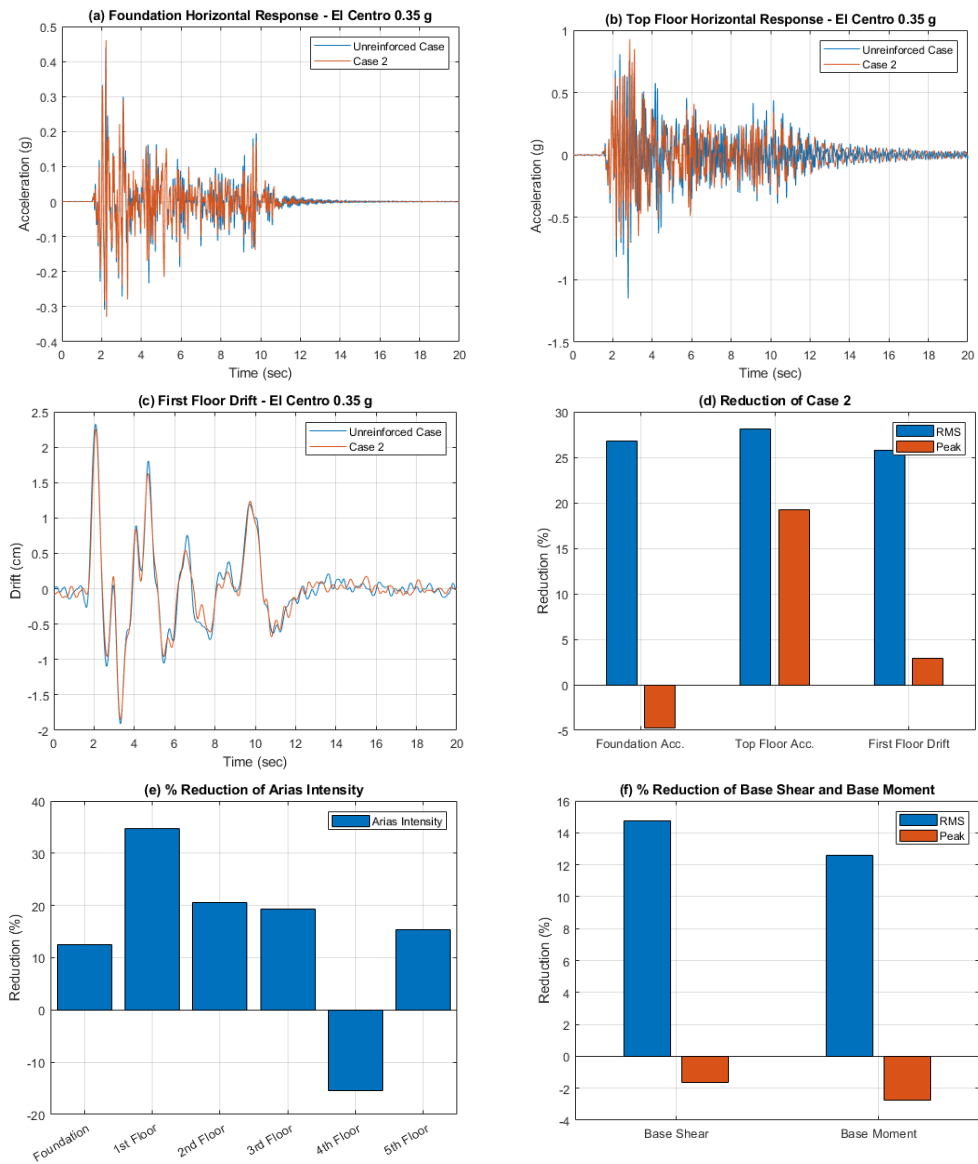 (a) Foundation Horizontal Response - El Centro 0.35 g
Unreinforced Case
Case 2
Acceleration (g)
0.5
0.4
0.3
0.2
0.1
0
-0.1
-0.2
-0.3
-0.4
0 2 4 6 8 10 12 14 16 18 20
Time (sec)
(b) Top Floor Horizontal Response - El Centro 0.35 g
Unreinforced Case
Case 2
Acceleration (g)
1
0.5
0
-0.5
-1
-1.5
0 2 4 6 8 10 12 14 16 18 20
Time (sec)
(c) First Floor Drift - El Centro 0.35 g
Unreinforced Case
Case 2
Drift (cm)
2.5
2
1.5
1
0.5
0
-0.5
-1
-1.5
-2
0 2 4 6 8 10 12 14 16 18 20
Time (sec)
(d) Reduction of Case 2
RMS
Peak
Reduction (%)
30
25
20
15
10
5
0
-5
Foundation Acc. Top Floor Acc. First Floor Drift
(e) % Reduction of Arias Intensity
Arias Intensity
Reduction (%)
40
30
20
10
0
-10
-20
Foundation 1st Floor 2nd Floor 3rd Floor 4th Floor 5th Floor
(f) % Reduction of Base Shear and Base Moment
RMS
Peak
Reduction (%)
16
14
12
10
8
6
4
2
0
-2
-4
Base Shear Base Moment